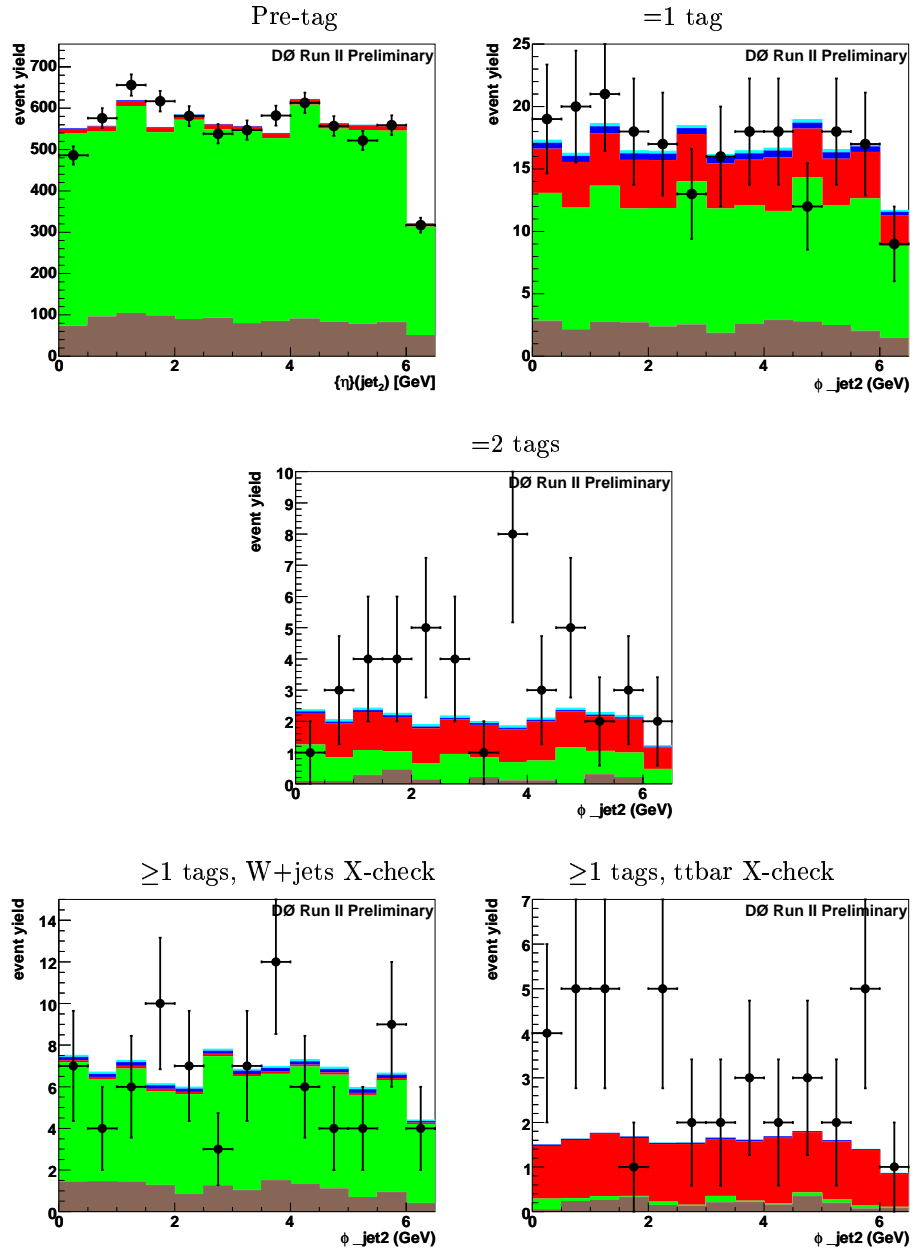 Pre-tag
=1 tag
event yield
DØ Run II Preliminary
700
600
500
400
300
200
100
0
0 2 4 6
{η}(jet₂) [GeV]
event yield
DØ Run II Preliminary
25
20
15
10
5
0
0 2 4 6
ϕ_jet2 (GeV)
=2 tags
event yield
DØ Run II Preliminary
10
9
8
7
6
5
4
3
2
1
0
0 2 4 6
ϕ_jet2 (GeV)
≥1 tags, W+jets X-check
≥1 tags, ttbar X-check
event yield
DØ Run II Preliminary
14
12
10
8
6
4
2
0
0 2 4 6
ϕ_jet2 (GeV)
event yield
DØ Run II Preliminary
7
6
5
4
3
2
1
0
0 2 4 6
ϕ_jet2 (GeV)